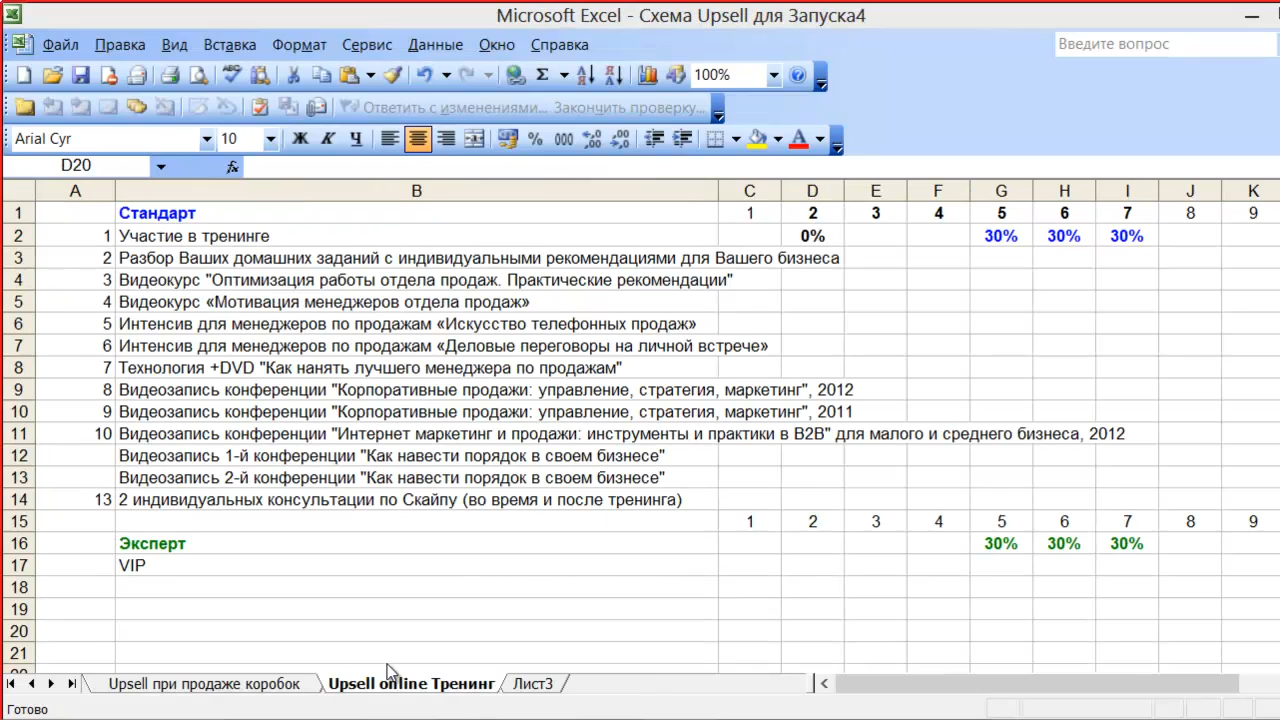 Microsoft Excel - Схема Upsell для Запуска4
Файл Правка Вид Вставка Формат Сервис Данные Окно Справка Введите вопрос
100%
Ответить с изменениями... Закончить проверку...
Arial Cyr 10 Ж К Ч % 000
D20 fx
A B C D E F G H I J K
1 Стандарт 1 2 3 4 5 6 7 8 9
2 1 Участие в тренинге 0% 30% 30% 30%
3 2 Разбор Ваших домашних заданий с индивидуальными рекомендациями для Вашего бизнеса
4 3 Видеокурс "Оптимизация работы отдела продаж. Практические рекомендации"
5 4 Видеокурс «Мотивация менеджеров отдела продаж»
6 5 Интенсив для менеджеров по продажам «Искусство телефонных продаж»
7 6 Интенсив для менеджеров по продажам «Деловые переговоры на личной встрече»
8 7 Технология +DVD "Как нанять лучшего менеджера по продажам"
9 8 Видеозапись конференции "Корпоративные продажи: управление, стратегия, маркетинг", 2012
10 9 Видеозапись конференции "Корпоративные продажи: управление, стратегия, маркетинг", 2011
11 10 Видеозапись конференции "Интернет маркетинг и продажи: инструменты и практики в B2B" для малого и среднего бизнеса, 2012
12 Видеозапись 1-й конференции "Как навести порядок в своем бизнесе"
13 Видеозапись 2-й конференции "Как навести порядок в своем бизнесе"
14 13 2 индивидуальных консультации по Скайпу (во время и после тренинга)
15 1 2 3 4 5 6 7 8 9
16 Эксперт 30% 30% 30%
17 VIP
18
19
20
21
Upsell при продаже коробок Upsell online Тренинг Лист3
Готово